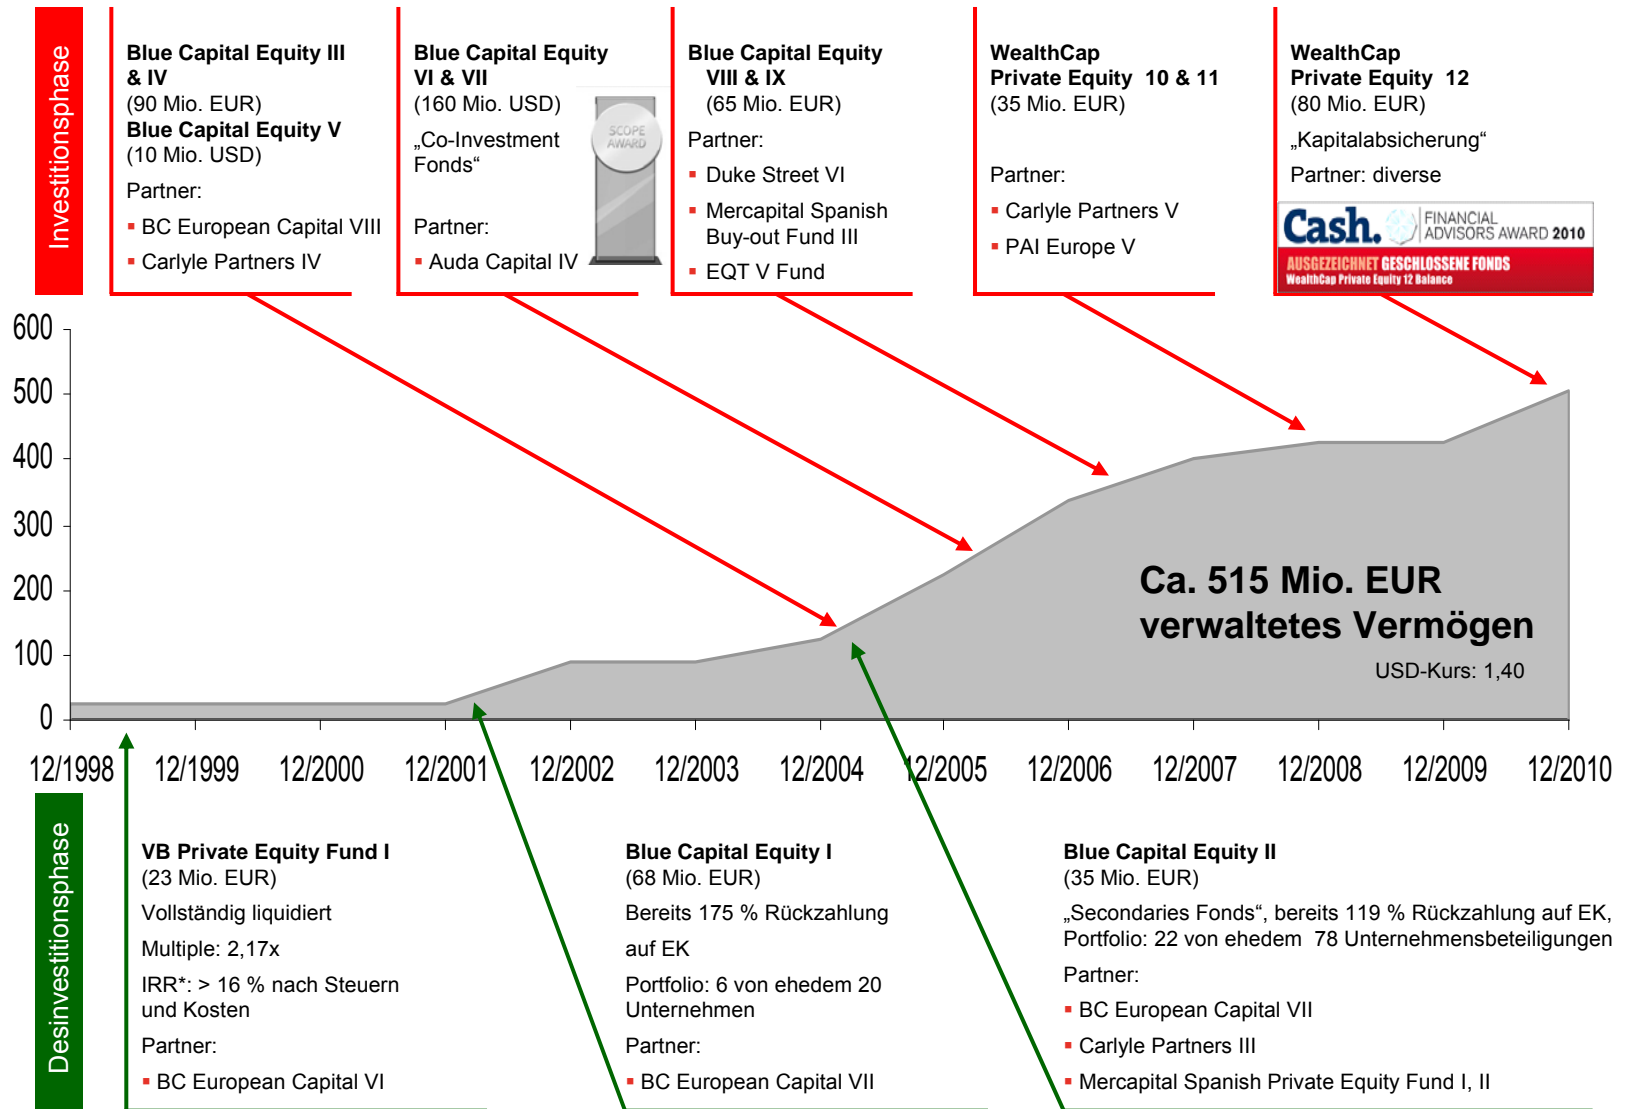 Investitionsphase
Blue Capital Equity III
& IV
(90 Mio. EUR)
Blue Capital Equity V
(10 Mio. USD)
Partner:
▪ BC European Capital VIII
▪ Carlyle Partners IV
Blue Capital Equity
VI & VII
(160 Mio. USD)
„Co-Investment
Fonds“
Partner:
▪ Auda Capital IV
SCOPE
AWARD
Blue Capital Equity
VIII & IX
(65 Mio. EUR)
Partner:
▪ Duke Street VI
▪ Mercapital Spanish
Buy-out Fund III
▪ EQT V Fund
WealthCap
Private Equity 10 & 11
(35 Mio. EUR)
Partner:
▪ Carlyle Partners V
▪ PAI Europe V
WealthCap
Private Equity 12
(80 Mio. EUR)
„Kapitalabsicherung“
Partner: diverse
Cash. FINANCIAL
ADVISORS AWARD 2010
AUSGEZEICHNET GESCHLOSSENE FONDS
WealthCap Private Equity 12 Balance
600
500
400
300
200
100
0
Ca. 515 Mio. EUR
verwaltetes Vermögen
USD-Kurs: 1,40
12/1998 12/1999 12/2000 12/2001 12/2002 12/2003 12/2004 12/2005 12/2006 12/2007 12/2008 12/2009 12/2010
Desinvestitionsphase
VB Private Equity Fund I
(23 Mio. EUR)
Vollständig liquidiert
Multiple: 2,17x
IRR*: > 16 % nach Steuern
und Kosten
Partner:
▪ BC European Capital VI
Blue Capital Equity I
(68 Mio. EUR)
Bereits 175 % Rückzahlung
auf EK
Portfolio: 6 von ehedem 20
Unternehmen
Partner:
▪ BC European Capital VII
Blue Capital Equity II
(35 Mio. EUR)
„Secondaries Fonds“, bereits 119 % Rückzahlung auf EK,
Portfolio: 22 von ehedem 78 Unternehmensbeteiligungen
Partner:
▪ BC European Capital VII
▪ Carlyle Partners III
▪ Mercapital Spanish Private Equity Fund I, II